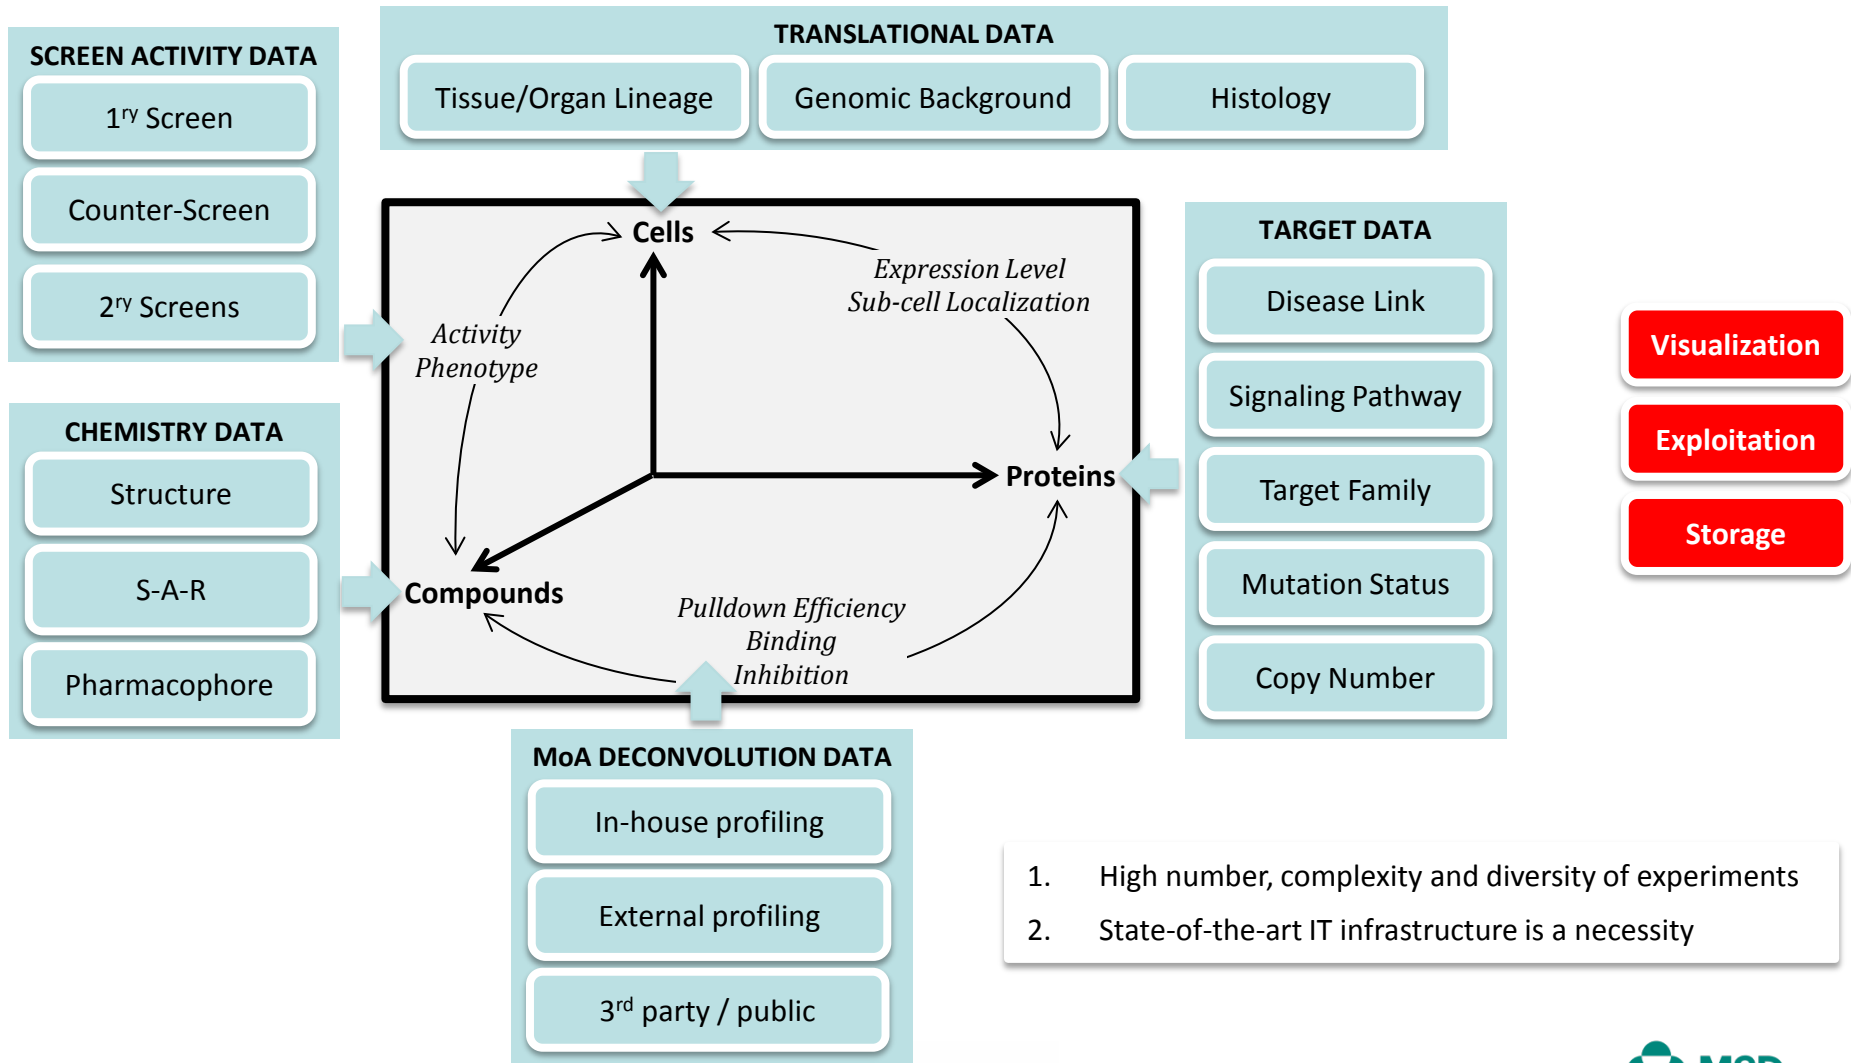 SCREEN ACTIVITY DATA
1ry Screen
Counter-Screen
2ry Screens
CHEMISTRY DATA
Structure
S-A-R
Pharmacophore
TRANSLATIONAL DATA
Tissue/Organ Lineage
Genomic Background
Histology
Cells
Expression Level
Sub-cell Localization
Activity
Phenotype
Proteins
Compounds
Pulldown Efficiency
Binding
Inhibition
MoA DECONVOLUTION DATA
In-house profiling
External profiling
3rd party / public
TARGET DATA
Disease Link
Signaling Pathway
Target Family
Mutation Status
Copy Number
Visualization
Exploitation
Storage
1. High number, complexity and diversity of experiments
2. State-of-the-art IT infrastructure is a necessity
MSD